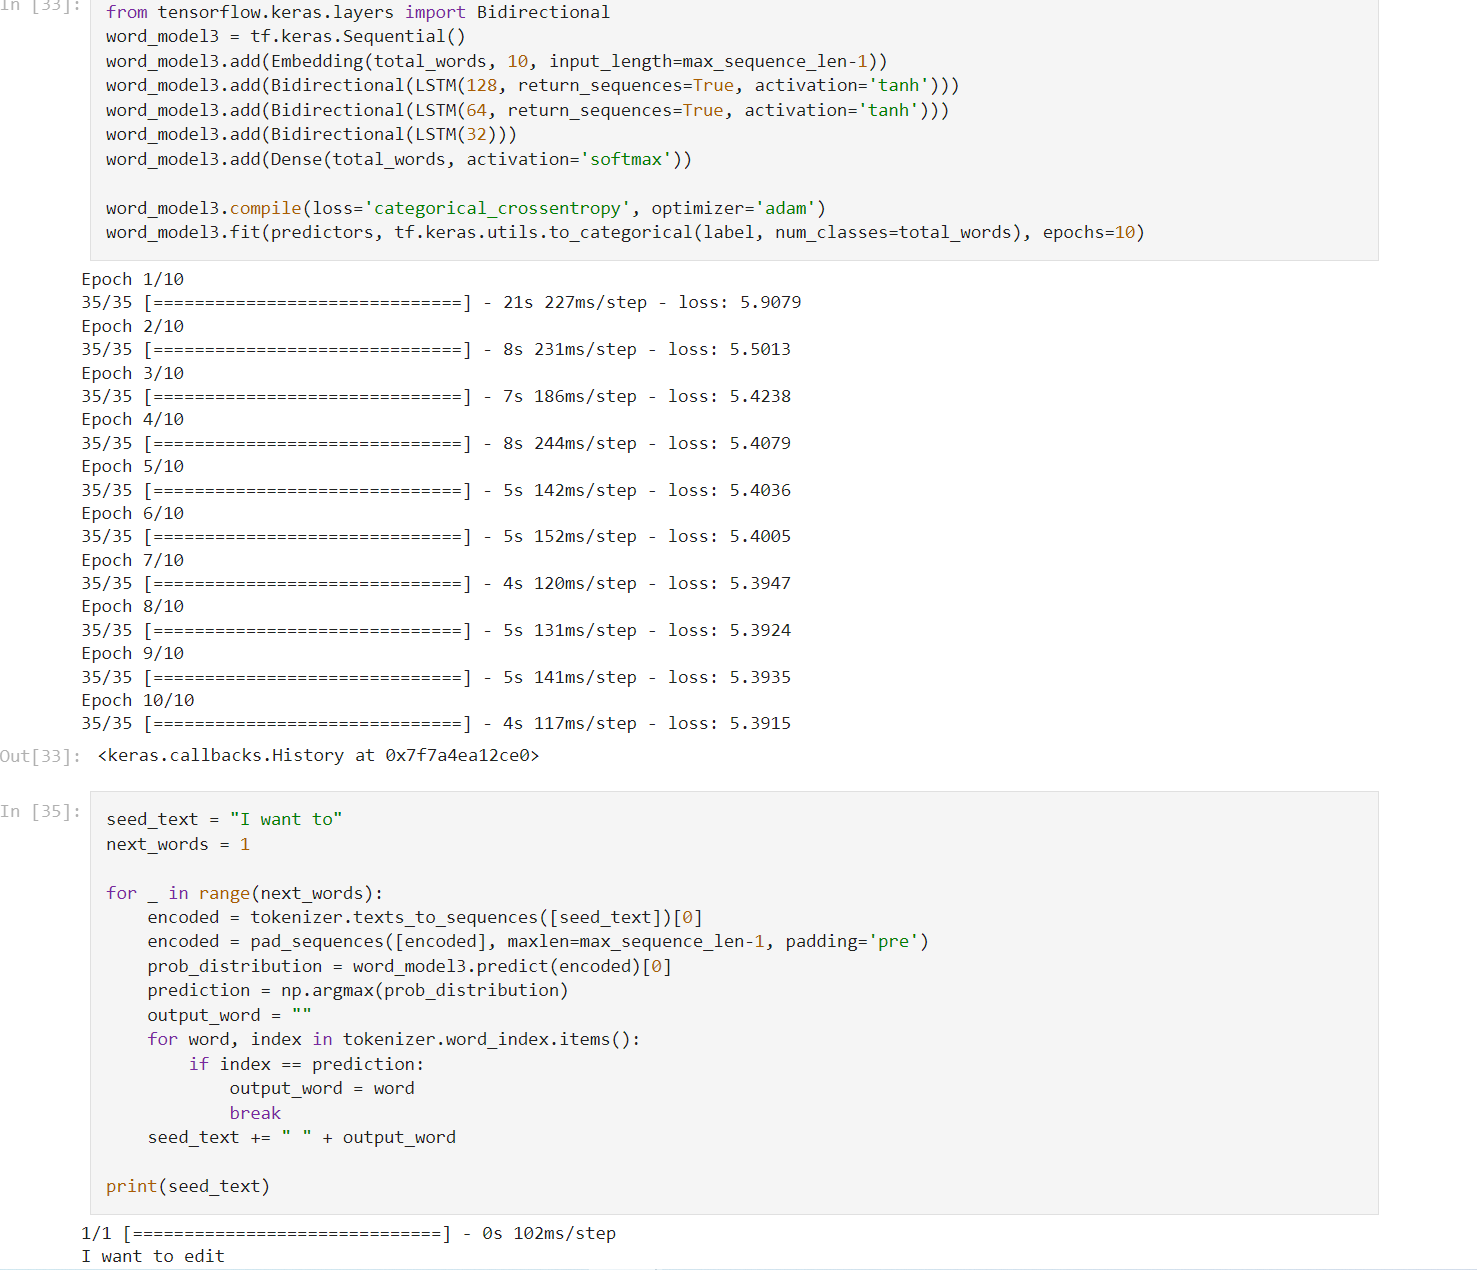 In [33]:
from tensorflow.keras.layers import Bidirectional
word_model3 = tf.keras.Sequential()
word_model3.add(Embedding(total_words, 10, input_length=max_sequence_len-1))
word_model3.add(Bidirectional(LSTM(128, return_sequences=True, activation='tanh')))
word_model3.add(Bidirectional(LSTM(64, return_sequences=True, activation='tanh')))
word_model3.add(Bidirectional(LSTM(32)))
word_model3.add(Dense(total_words, activation='softmax'))

word_model3.compile(loss='categorical_crossentropy', optimizer='adam')
word_model3.fit(predictors, tf.keras.utils.to_categorical(label, num_classes=total_words), epochs=10)
Epoch 1/10
35/35 [==============================] - 21s 227ms/step - loss: 5.9079
Epoch 2/10
35/35 [==============================] - 8s 231ms/step - loss: 5.5013
Epoch 3/10
35/35 [==============================] - 7s 186ms/step - loss: 5.4238
Epoch 4/10
35/35 [==============================] - 8s 244ms/step - loss: 5.4079
Epoch 5/10
35/35 [==============================] - 5s 142ms/step - loss: 5.4036
Epoch 6/10
35/35 [==============================] - 5s 152ms/step - loss: 5.4005
Epoch 7/10
35/35 [==============================] - 4s 120ms/step - loss: 5.3947
Epoch 8/10
35/35 [==============================] - 5s 131ms/step - loss: 5.3924
Epoch 9/10
35/35 [==============================] - 5s 141ms/step - loss: 5.3935
Epoch 10/10
35/35 [==============================] - 4s 117ms/step - loss: 5.3915
Out[33]: <keras.callbacks.History at 0x7f7a4ea12ce0>
In [35]:
seed_text = "I want to"
next_words = 1

for _ in range(next_words):
    encoded = tokenizer.texts_to_sequences([seed_text])[0]
    encoded = pad_sequences([encoded], maxlen=max_sequence_len-1, padding='pre')
    prob_distribution = word_model3.predict(encoded)[0]
    prediction = np.argmax(prob_distribution)
    output_word = ""
    for word, index in tokenizer.word_index.items():
        if index == prediction:
            output_word = word
            break
    seed_text += " " + output_word

print(seed_text)
1/1 [==============================] - 0s 102ms/step
I want to edit